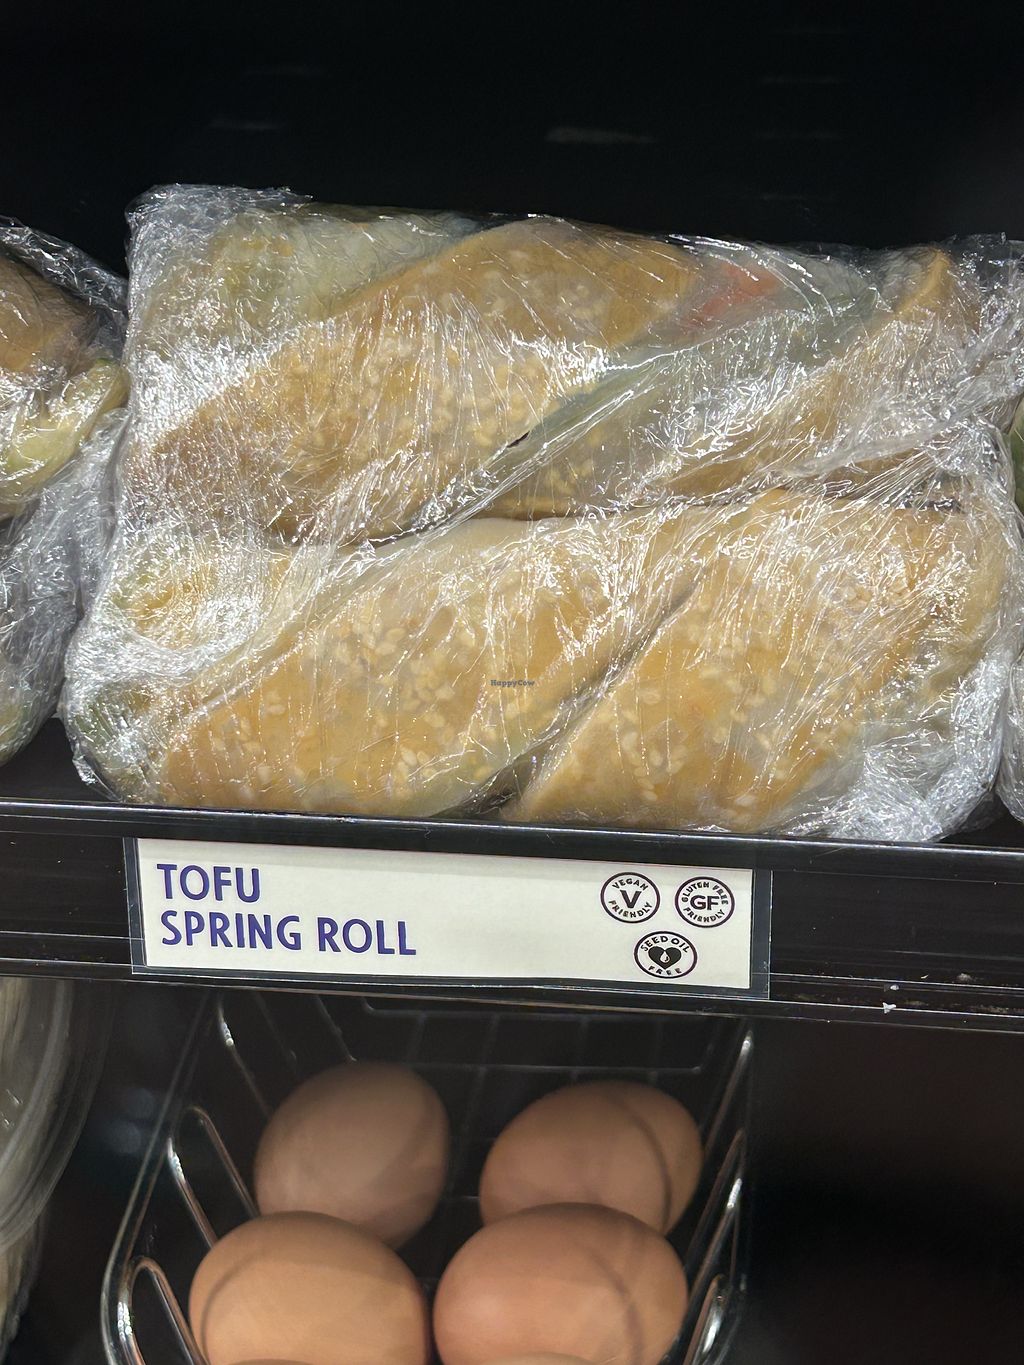 HappyCow
TOFU
SPRING ROLL
VEGAN
V
FRIENDLY
GLUTEN FREE
GF
FRIENDLY
SEED OIL
FREE